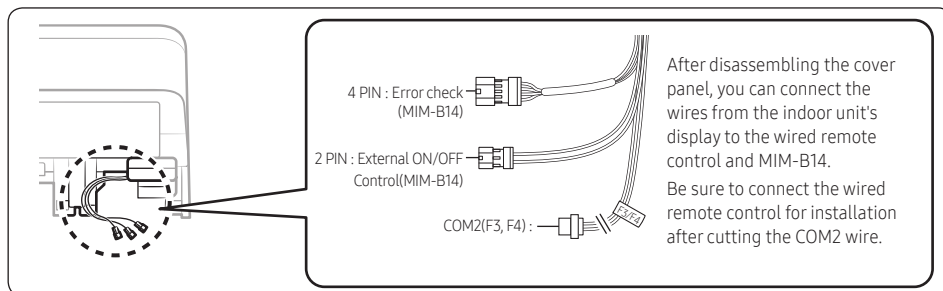 4 PIN : Error check
(MIM-B14)
2 PIN : External ON/OFF
Control(MIM-B14)
COM2(F3, F4) :
F3/F4
After disassembling the cover
panel, you can connect the
wires from the indoor unit's
display to the wired remote
control and MIM-B14.
Be sure to connect the wired
remote control for installation
after cutting the COM2 wire.